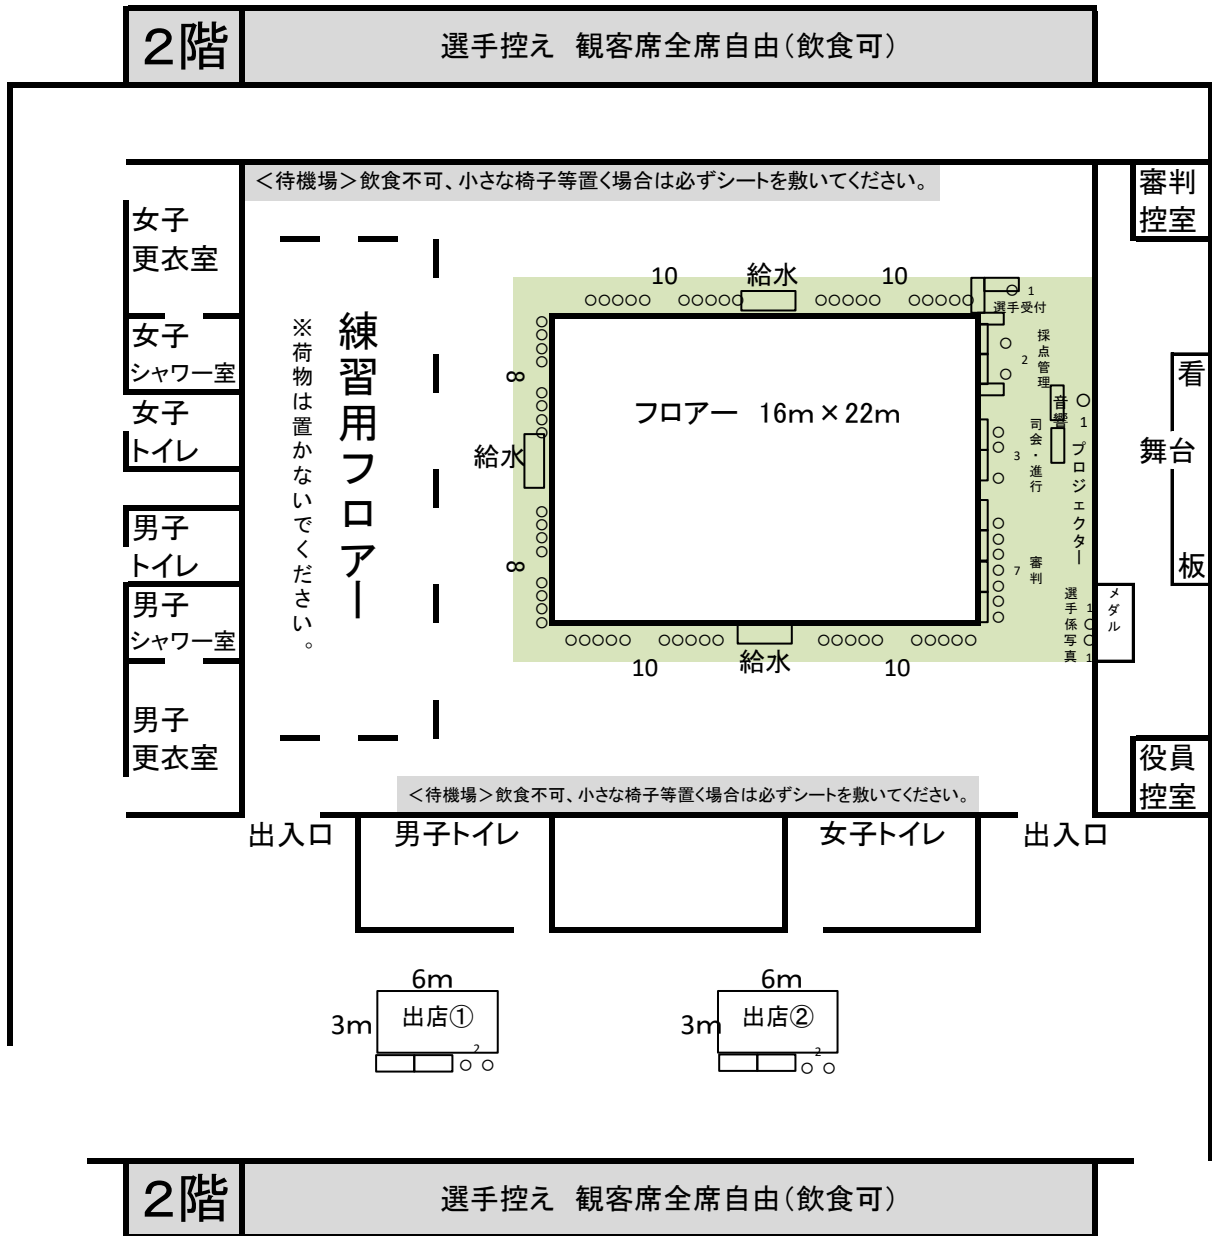 2階
選手控え 観客席全席自由(飲食可)
<待機場>飲食不可、小さな椅子等置く場合は必ずシートを敷いてください。
審判
控室
女子
更衣室
女子
シャワー室
女子
トイレ
男子
トイレ
男子
シャワー室
男子
更衣室
練習用フロアー
※荷物は置かないでください。
10
給水
10
1
選手受付
8
給水
8
フロアー 16m×22m
採点管理
2
音響
1
司会・進行
3
プロジェクター
審判
7
選手係
1
写真
1
メダル
看
舞台
板
10
給水
10
役員
控室
<待機場>飲食不可、小さな椅子等置く場合は必ずシートを敷いてください。
出入口
男子トイレ
女子トイレ
出入口
6m
3m
出店①
2
6m
3m
出店②
2
2階
選手控え 観客席全席自由(飲食可)